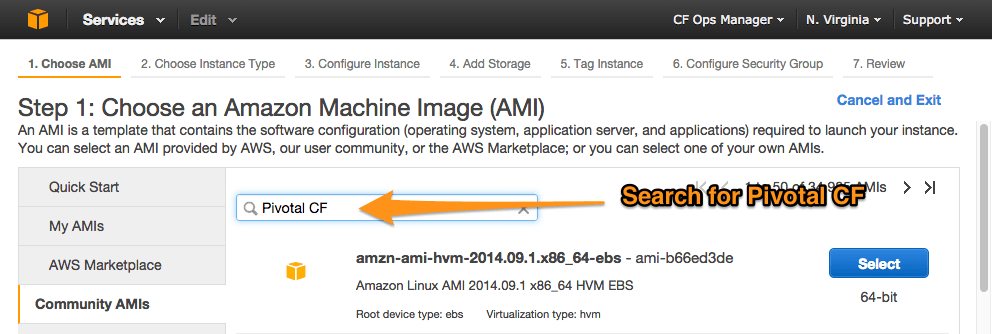 Services Edit CF Ops Manager N. Virginia Support
1. Choose AMI 2. Choose Instance Type 3. Configure Instance 4. Add Storage 5. Tag Instance 6. Configure Security Group 7. Review
Step 1: Choose an Amazon Machine Image (AMI)
Cancel and Exit
An AMI is a template that contains the software configuration (operating system, application server, and applications) required to launch your instance.
You can select an AMI provided by AWS, our user community, or the AWS Marketplace; or you can select one of your own AMIs.
Quick Start
My AMIs
AWS Marketplace
Community AMIs
Pivotal CF
Search for Pivotal CF
AMIs
amzn-ami-hvm-2014.09.1.x86_64-ebs - ami-b66ed3de
Amazon Linux AMI 2014.09.1 x86_64 HVM EBS
Root device type: ebs Virtualization type: hvm
Select
64-bit